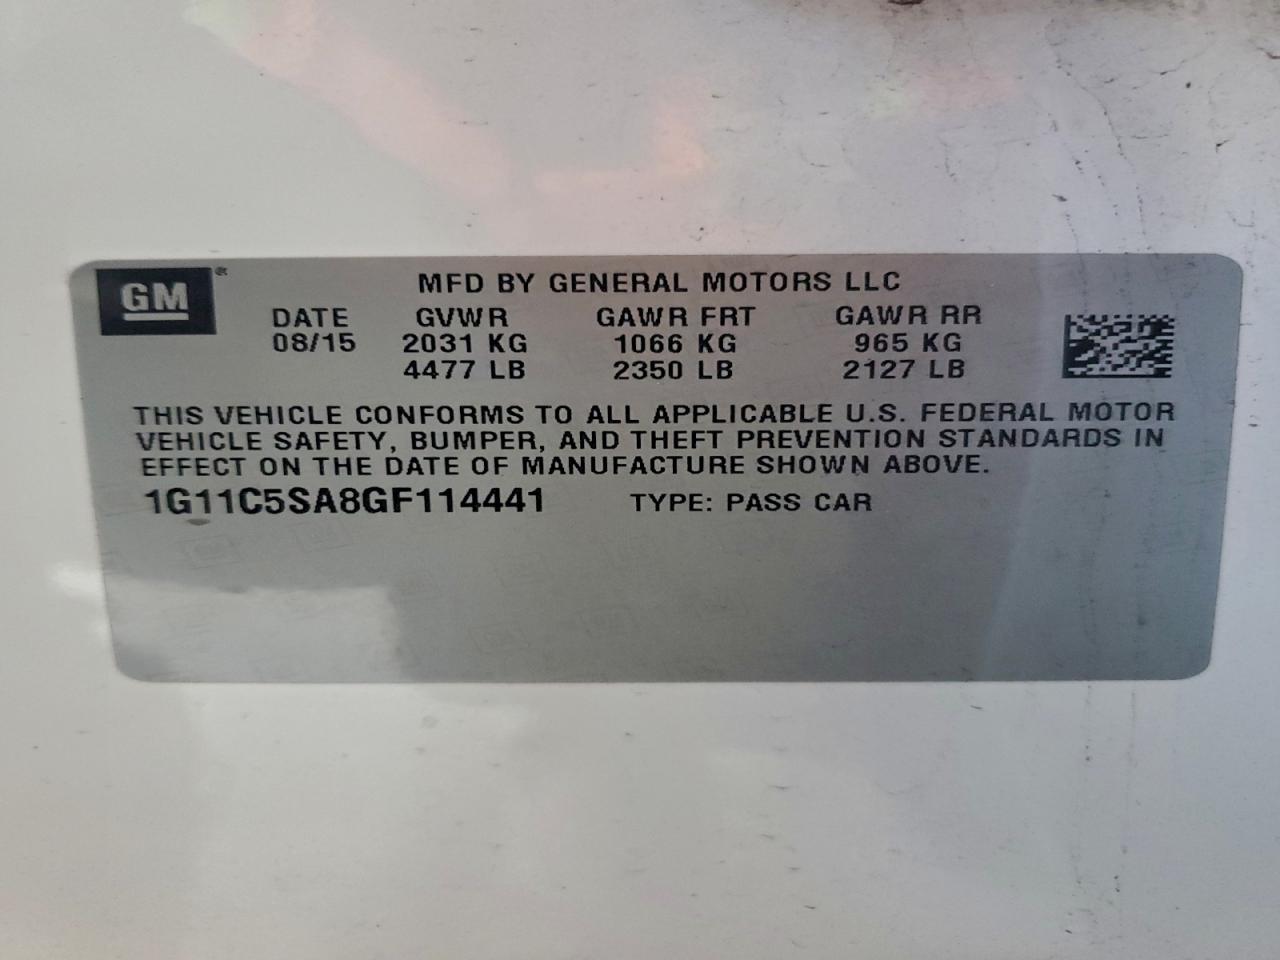 GM ®
MFD BY GENERAL MOTORS LLC
DATE GVWR GAWR FRT GAWR RR
08/15 2031 KG 1066 KG 965 KG
4477 LB 2350 LB 2127 LB
THIS VEHICLE CONFORMS TO ALL APPLICABLE U.S. FEDERAL MOTOR
VEHICLE SAFETY, BUMPER, AND THEFT PREVENTION STANDARDS IN
EFFECT ON THE DATE OF MANUFACTURE SHOWN ABOVE.
1G11C5SA8GF114441 TYPE: PASS CAR